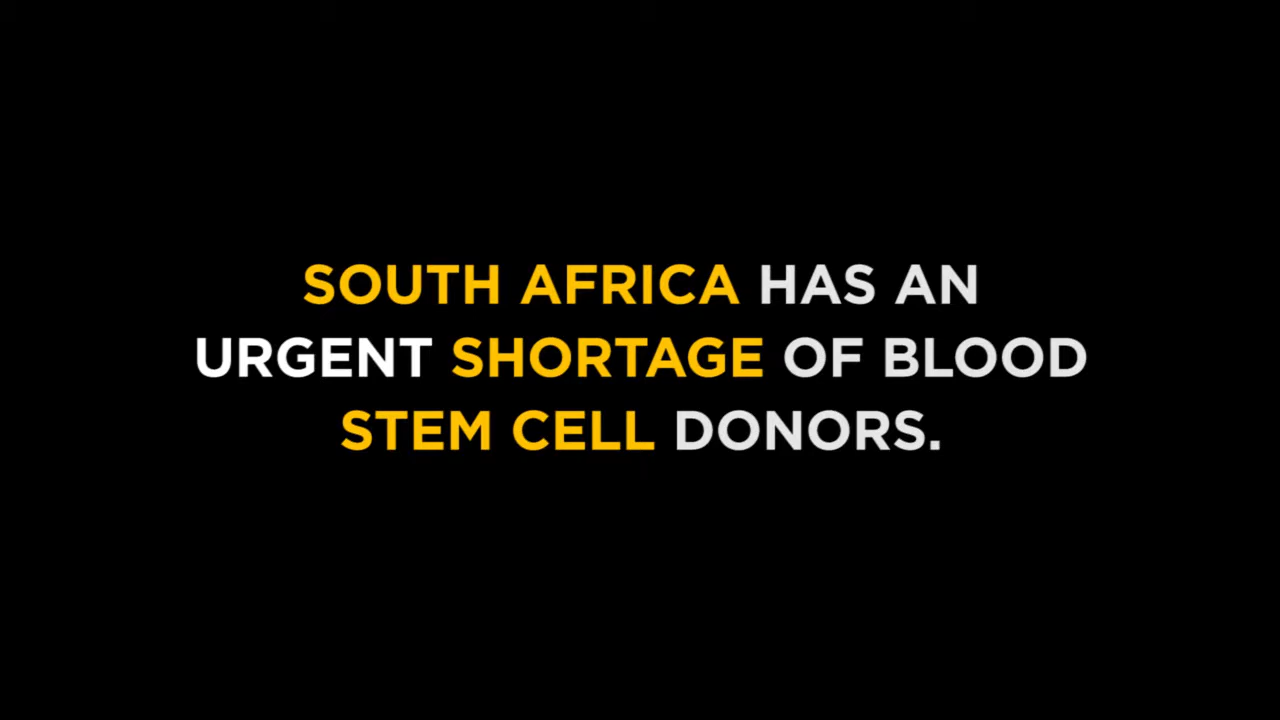 SOUTH AFRICA HAS AN
URGENT SHORTAGE OF BLOOD
STEM CELL DONORS.